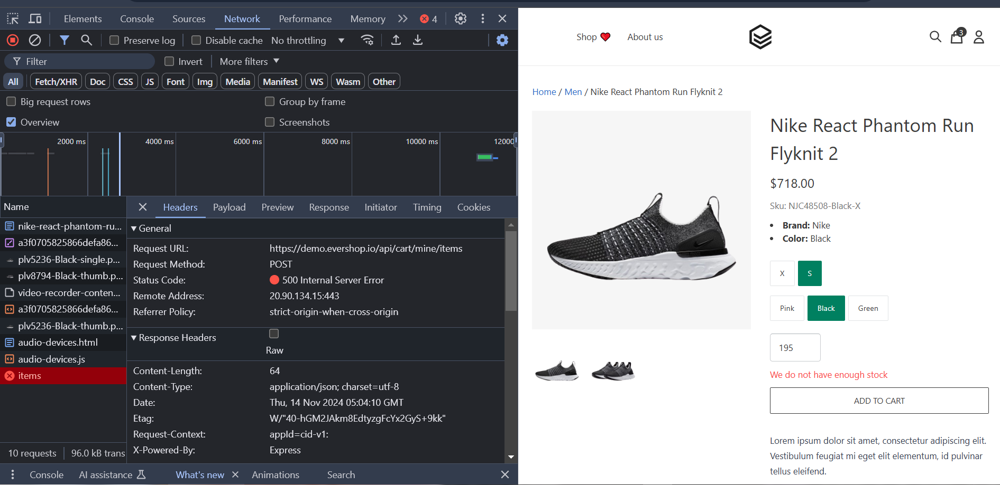 Elements Console Sources Network Performance Memory 4
Preserve log Disable cache No throttling
Filter Invert More filters
All Fetch/XHR Doc CSS JS Font Img Media Manifest WS Wasm Other
Big request rows Group by frame
Overview Screenshots
2000 ms 4000 ms 6000 ms 8000 ms 10000 ms 12000
Name
nike-react-phantom-ru...
a3f0705825866defa86...
plv5236-Black-single.p...
plv8794-Black-thumb.p...
video-recorder-conten...
a3f0705825866defa86...
plv5236-Black-thumb.p...
audio-devices.html
audio-devices.js
items
10 requests 96.0 kB trans
Headers Payload Preview Response Initiator Timing Cookies
General
Request URL: https://demo.evershop.io/api/cart/mine/items
Request Method: POST
Status Code: 500 Internal Server Error
Remote Address: 20.90.134.15:443
Referrer Policy: strict-origin-when-cross-origin
Response Headers
Raw
Content-Length: 64
Content-Type: application/json; charset=utf-8
Date: Thu, 14 Nov 2024 05:04:10 GMT
Etag: W/"40-hGM2JAkm8EdtyzgFcYx2GyS+9kk"
Request-Context: appId=cid-v1:
X-Powered-By: Express
Console AI assistance What's new Animations Search
Shop About us 3
Home / Men / Nike React Phantom Run Flyknit 2
Nike React Phantom Run
Flyknit 2
$718.00
Sku: NJC48508-Black-X
Brand: Nike
Color: Black
X S
Pink Black Green
195
We do not have enough stock
ADD TO CART
Lorem ipsum dolor sit amet, consectetur adipiscing elit.
Vestibulum feugiat mi eget elit elementum, id pulvinar
tellus eleifend.